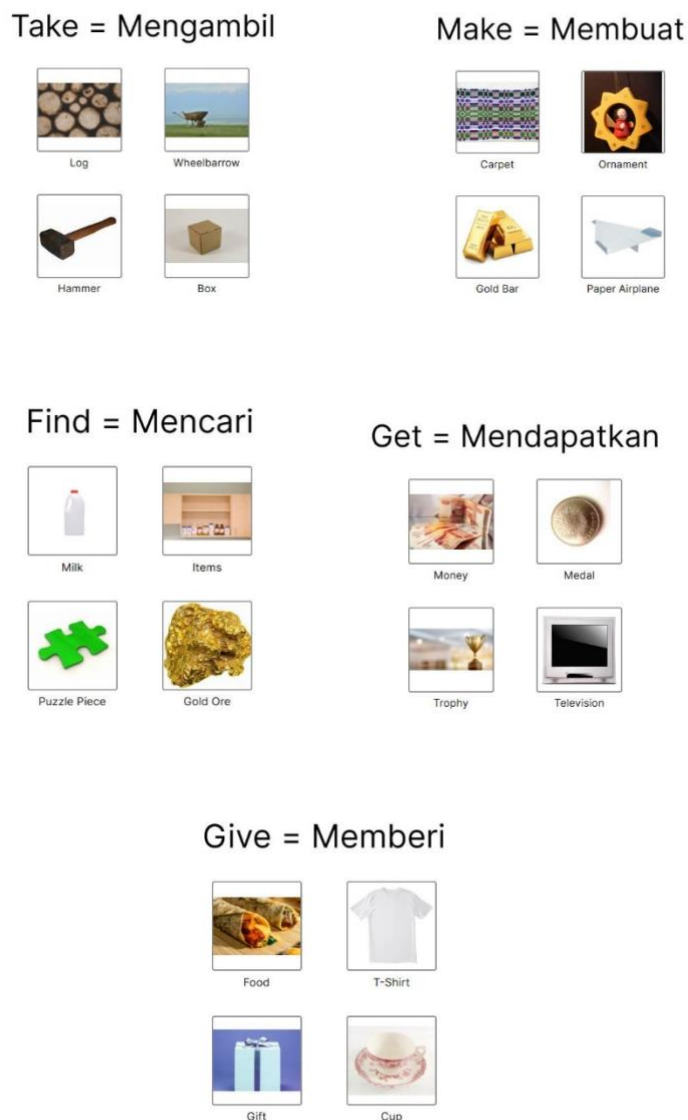 Take = Mengambil
Log
Wheelbarrow
Hammer
Box
Make = Membuat
Carpet
Ornament
Gold Bar
Paper Airplane
Find = Mencari
Milk
Items
Puzzle Piece
Gold Ore
Get = Mendapatkan
Money
Medal
Trophy
Television
Give = Memberi
Food
T-Shirt
Gift
Cup